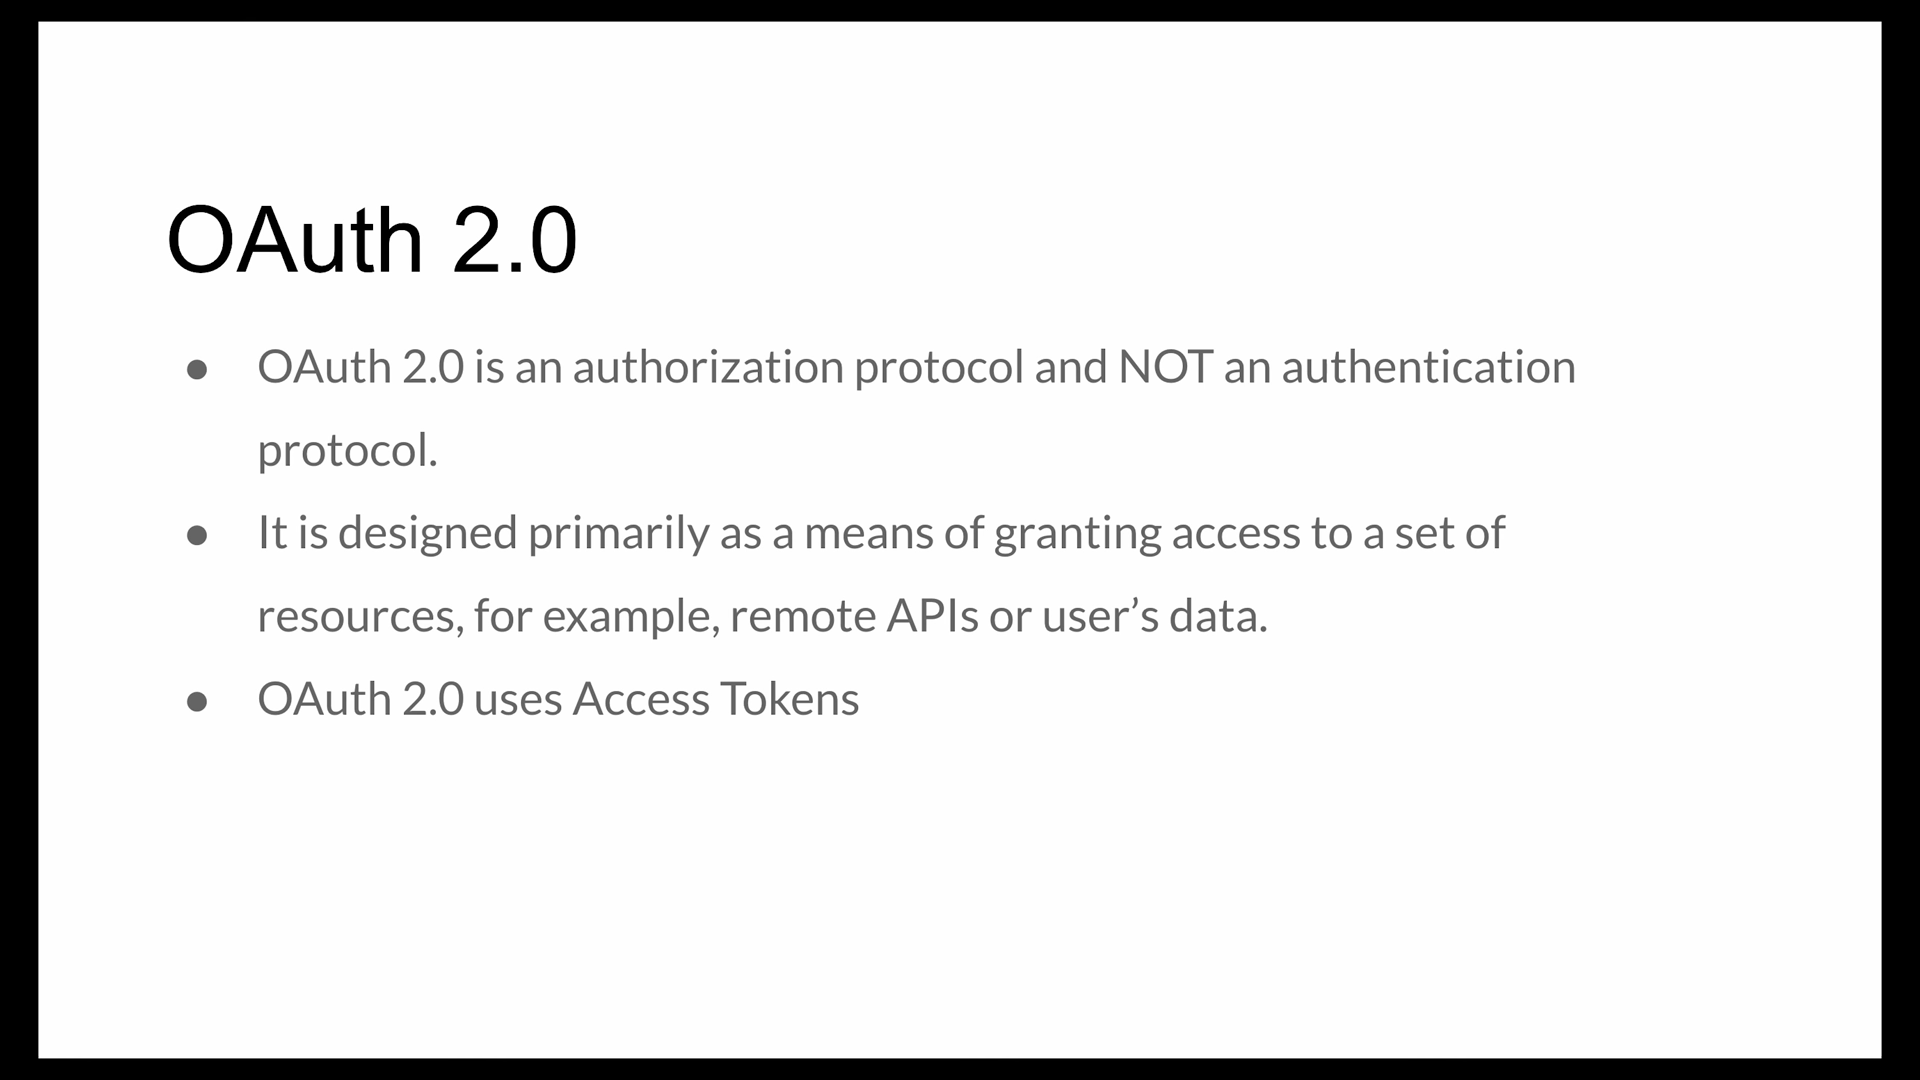 OAuth 2.0
● OAuth 2.0 is an authorization protocol and NOT an authentication
protocol.
● It is designed primarily as a means of granting access to a set of
resources, for example, remote APIs or user’s data.
● OAuth 2.0 uses Access Tokens